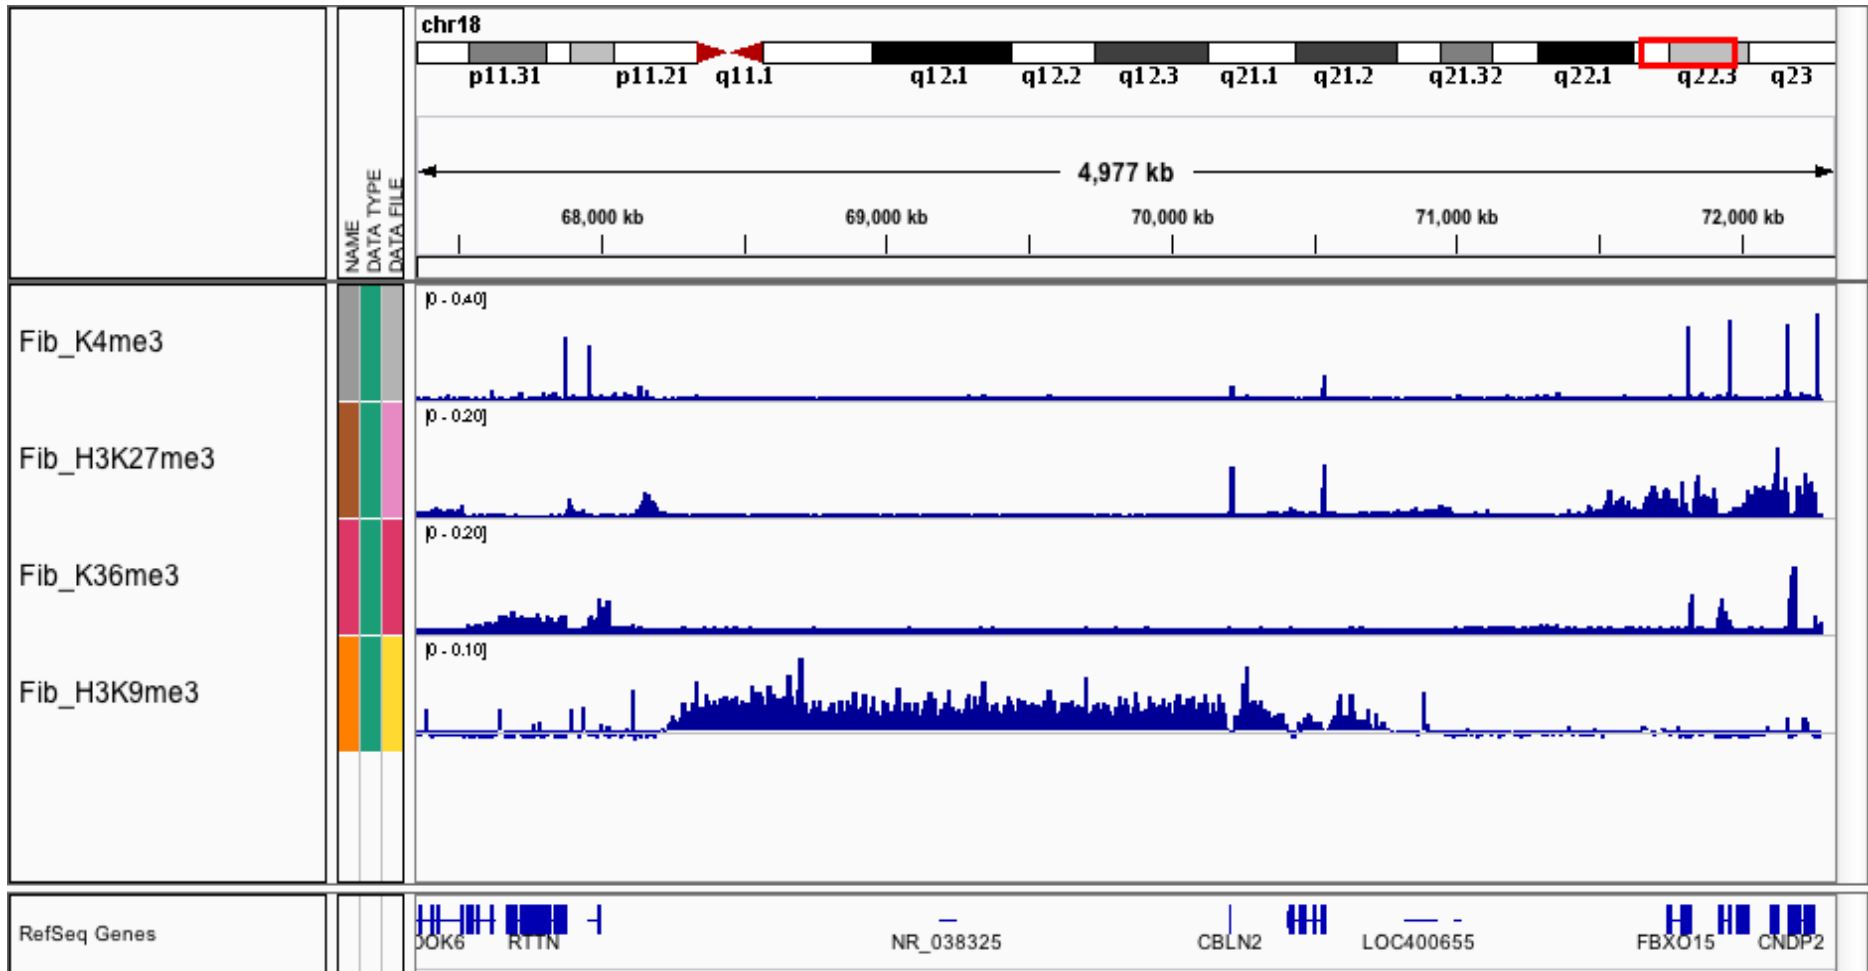 chr18
p11.31 p11.21 q11.1 q12.1 q12.2 q12.3 q21.1 q21.2 q21.32 q22.1 q22.3 q23
4,977 kb
68,000 kb 69,000 kb 70,000 kb 71,000 kb 72,000 kb
NAME
DATA TYPE
DATA FILE
[0 - 0.40]
Fib_K4me3
[0 - 0.20]
Fib_H3K27me3
[0 - 0.20]
Fib_K36me3
[0 - 0.10]
Fib_H3K9me3
RefSeq Genes
DOK6 RTTN NR_038325 CBLN2 LOC400655 FBXO15 CNDP2